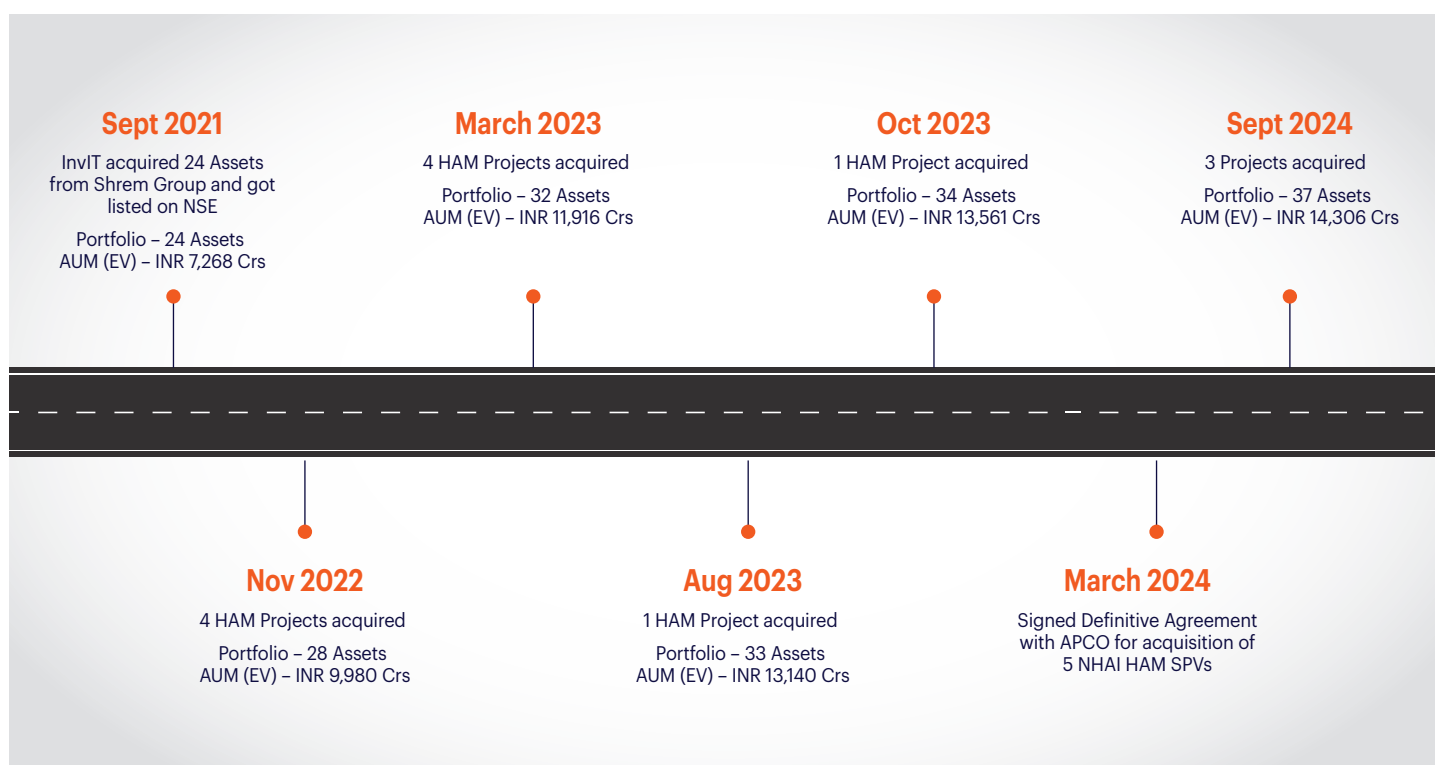 Sept 2021
InvIT acquired 24 Assets
from Shrem Group and got
listed on NSE
Portfolio – 24 Assets
AUM (EV) – INR 7,268 Crs
March 2023
4 HAM Projects acquired
Portfolio – 32 Assets
AUM (EV) – INR 11,916 Crs
Oct 2023
1 HAM Project acquired
Portfolio – 34 Assets
AUM (EV) – INR 13,561 Crs
Sept 2024
3 Projects acquired
Portfolio – 37 Assets
AUM (EV) – INR 14,306 Crs
Nov 2022
4 HAM Projects acquired
Portfolio – 28 Assets
AUM (EV) – INR 9,980 Crs
Aug 2023
1 HAM Project acquired
Portfolio – 33 Assets
AUM (EV) – INR 13,140 Crs
March 2024
Signed Definitive Agreement
with APCO for acquisition of
5 NHAI HAM SPVs